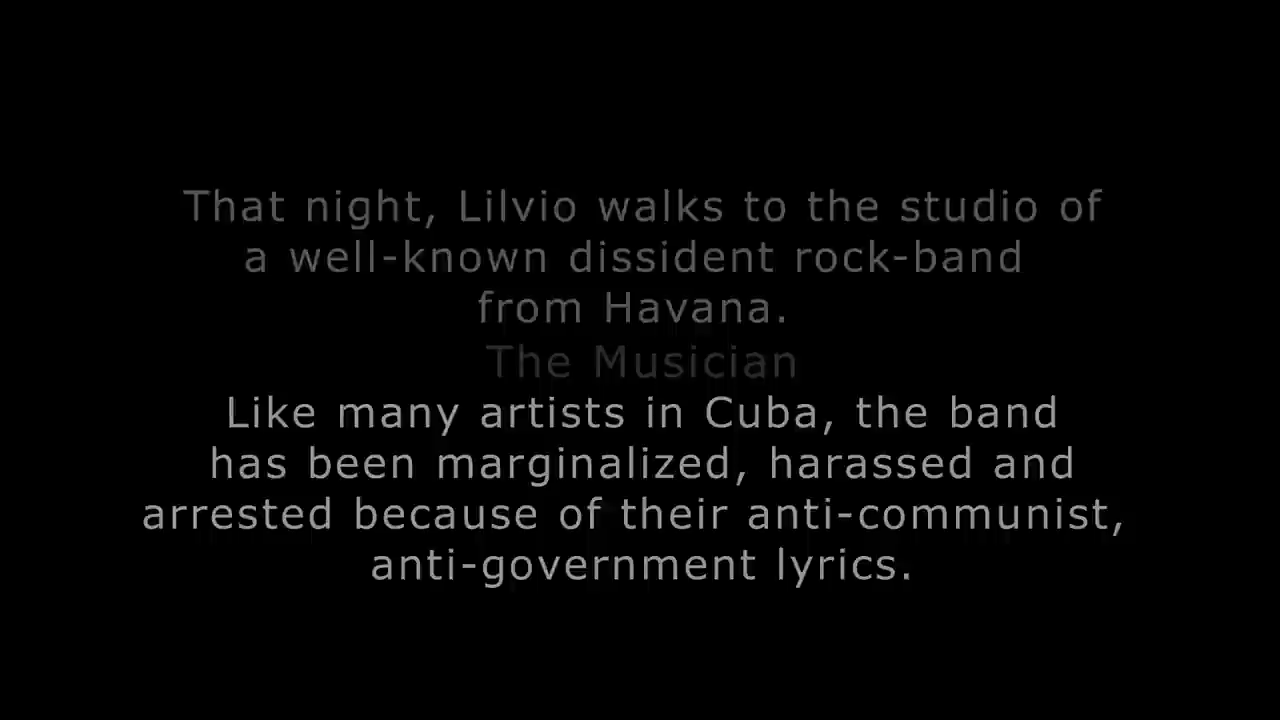 That night, Lilvio walks to the studio of
a well-known dissident rock-band
from Havana.
The Musician
Like many artists in Cuba, the band
has been marginalized, harassed and
arrested because of their anti-communist,
anti-government lyrics.